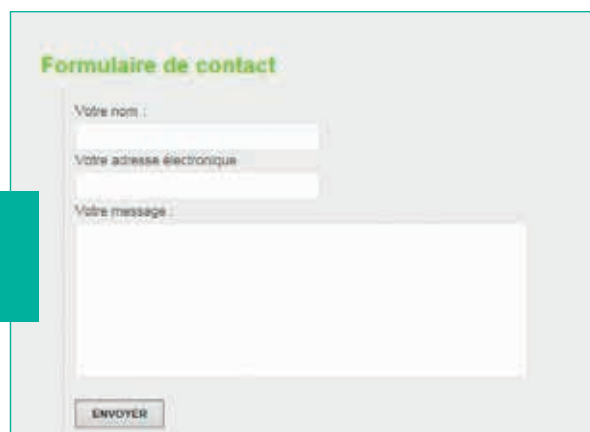 Formulaire de contact
Votre nom :
Votre adresse électronique
Votre message :
ENVOYER